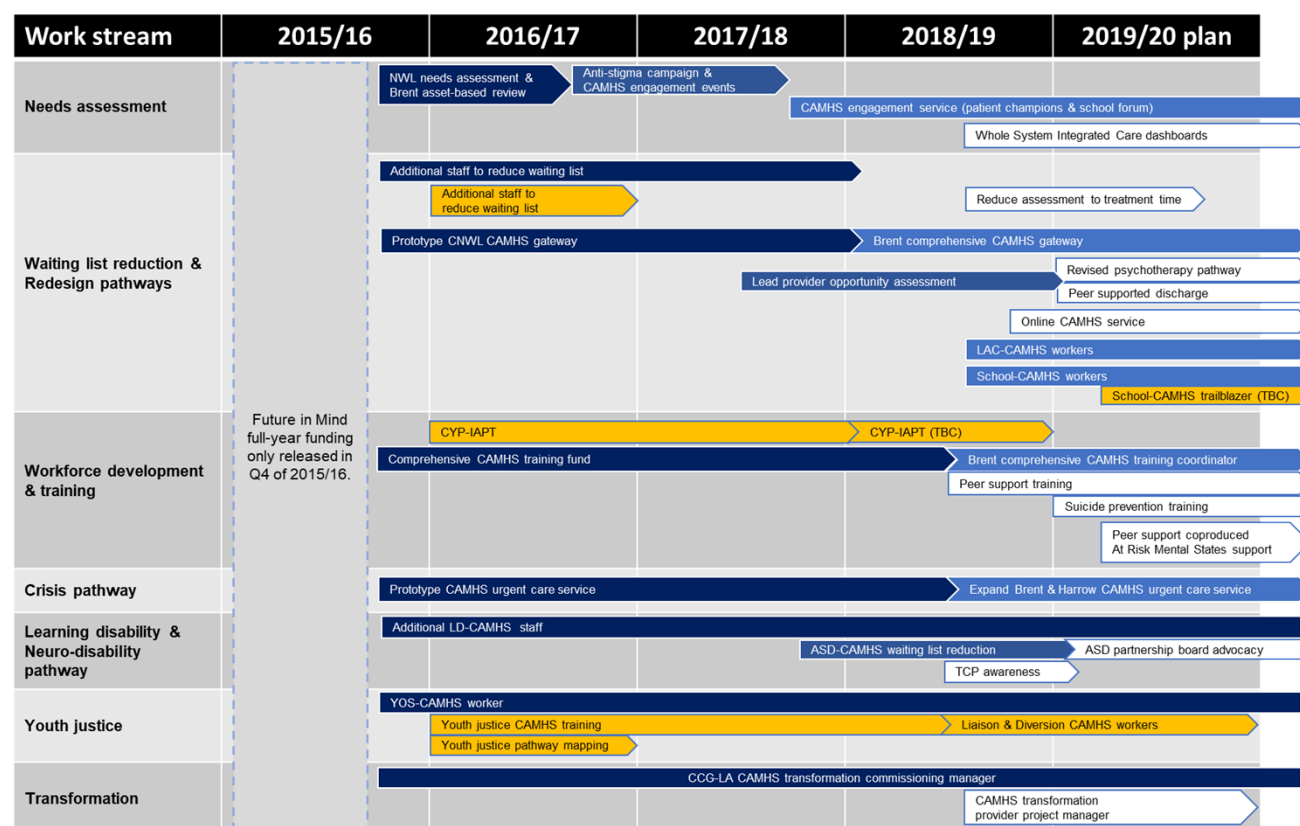 Work stream
2015/16
2016/17
2017/18
2018/19
2019/20 plan
Needs assessment
NWL needs assessment &
Brent asset-based review
Anti-stigma campaign &
CAMHS engagement events
CAMHS engagement service (patient champions & school forum)
Whole System Integrated Care dashboards
Future in Mind
full-year funding
only released in
Q4 of 2015/16.
Waiting list reduction &
Redesign pathways
Additional staff to reduce waiting list
Additional staff to
reduce waiting list
Reduce assessment to treatment time
Prototype CNWL CAMHS gateway
Brent comprehensive CAMHS gateway
Lead provider opportunity assessment
Revised psychotherapy pathway
Peer supported discharge
Online CAMHS service
LAC-CAMHS workers
School-CAMHS workers
School-CAMHS trailblazer (TBC)
Workforce development
& training
CYP-IAPT
CYP-IAPT (TBC)
Comprehensive CAMHS training fund
Brent comprehensive CAMHS training coordinator
Peer support training
Suicide prevention training
Peer support coproduced
At Risk Mental States support
Crisis pathway
Prototype CAMHS urgent care service
Expand Brent & Harrow CAMHS urgent care service
Learning disability &
Neuro-disability
pathway
Additional LD-CAMHS staff
ASD-CAMHS waiting list reduction
ASD partnership board advocacy
TCP awareness
Youth justice
YOS-CAMHS worker
Youth justice CAMHS training
Liaison & Diversion CAMHS workers
Youth justice pathway mapping
Transformation
CCG-LA CAMHS transformation commissioning manager
CAMHS transformation
provider project manager